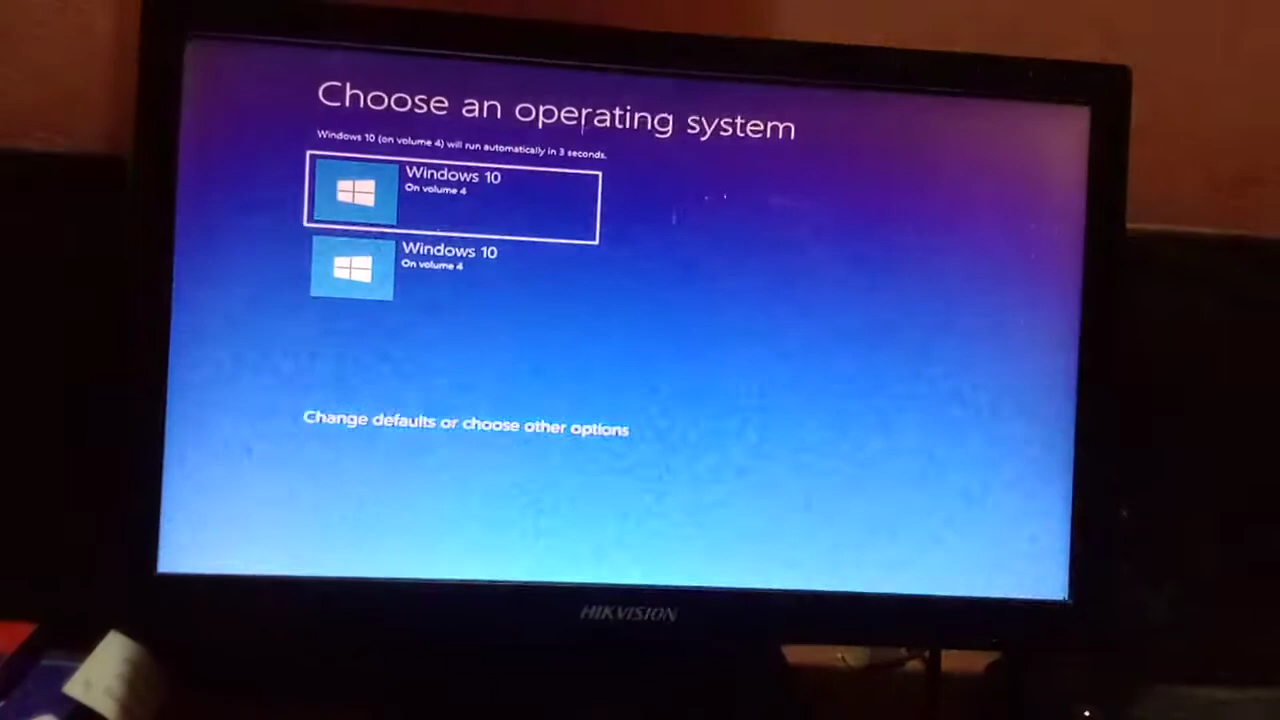 Choose an operating system
Windows 10 (on volume 4) will run automatically in 3 seconds.
Windows 10
On volume 4
Windows 10
On volume 4
Change defaults or choose other options
HIKVISION